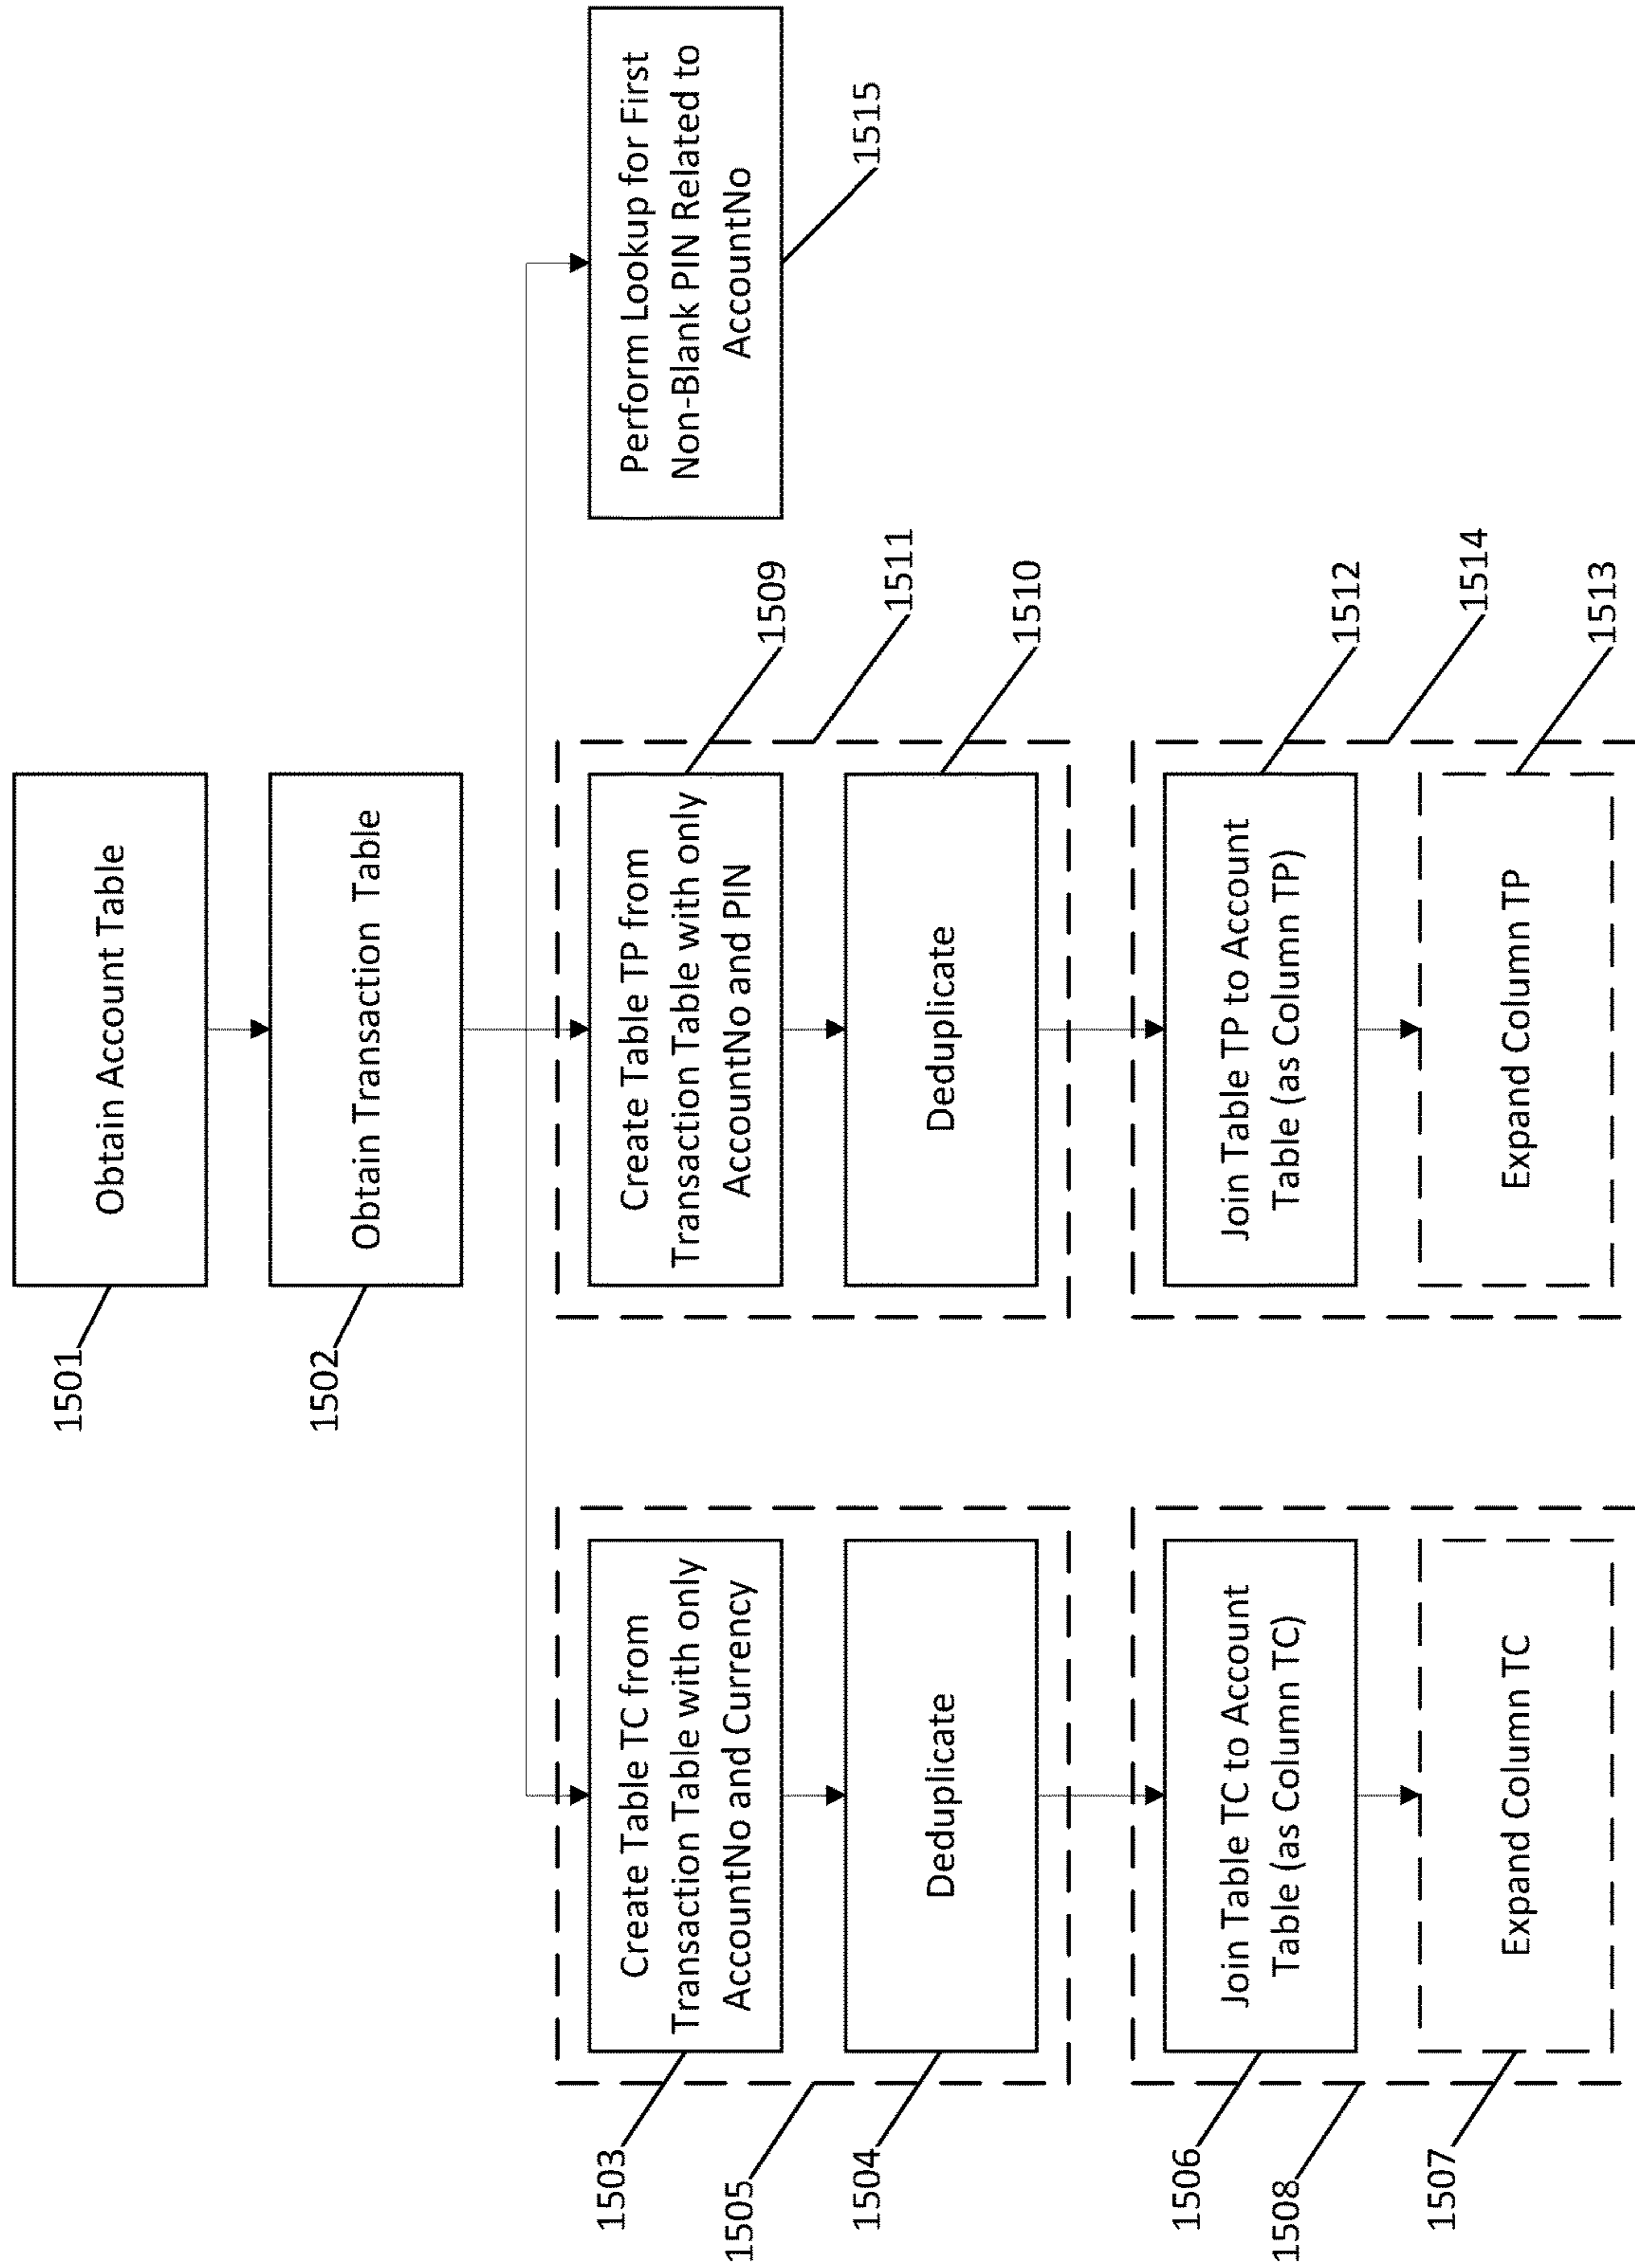 Obtain Account Table
1501
Obtain Transaction  Table
1502
Create Table TC from
Transaction Table with only
AccountNo and Currency
1503
1505
Deduplicate
1504
Join Table TC to Account
Table (as Column TC)
1506
1508
Expand Column TC
1507
Create Table TP from
Transaction Table with only
AccountNo and PIN
1509
1511
Deduplicate
1510
Join Table TP to Account
Table (as Column TP)
1512
1514
Expand Column TP
1513
Perform Lookup for First
Non-Blank PIN Related to
AccountNo
1515